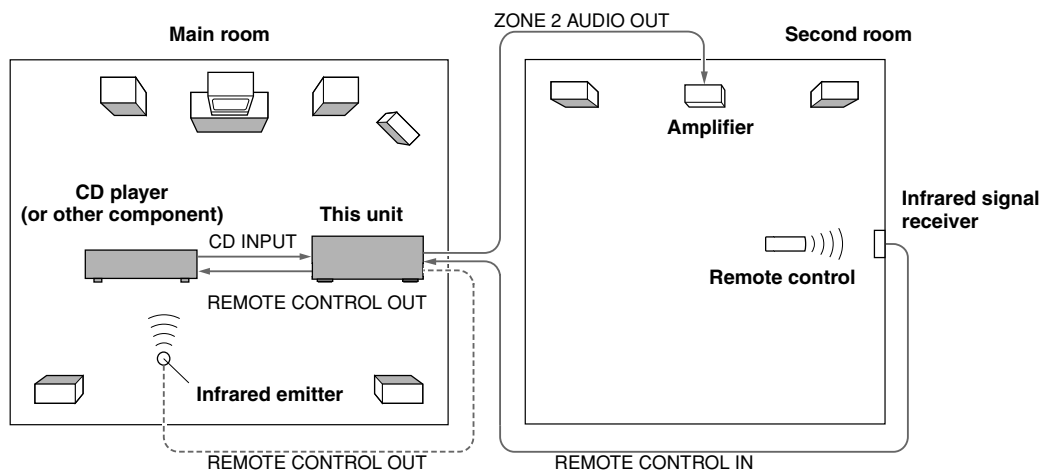 ZONE 2 AUDIO OUT
Main room
Second room
Amplifier
CD player
(or other component)
This unit
Infrared signal
receiver
CD INPUT
Remote control
REMOTE CONTROL OUT
Infrared emitter
REMOTE CONTROL OUT
REMOTE CONTROL IN